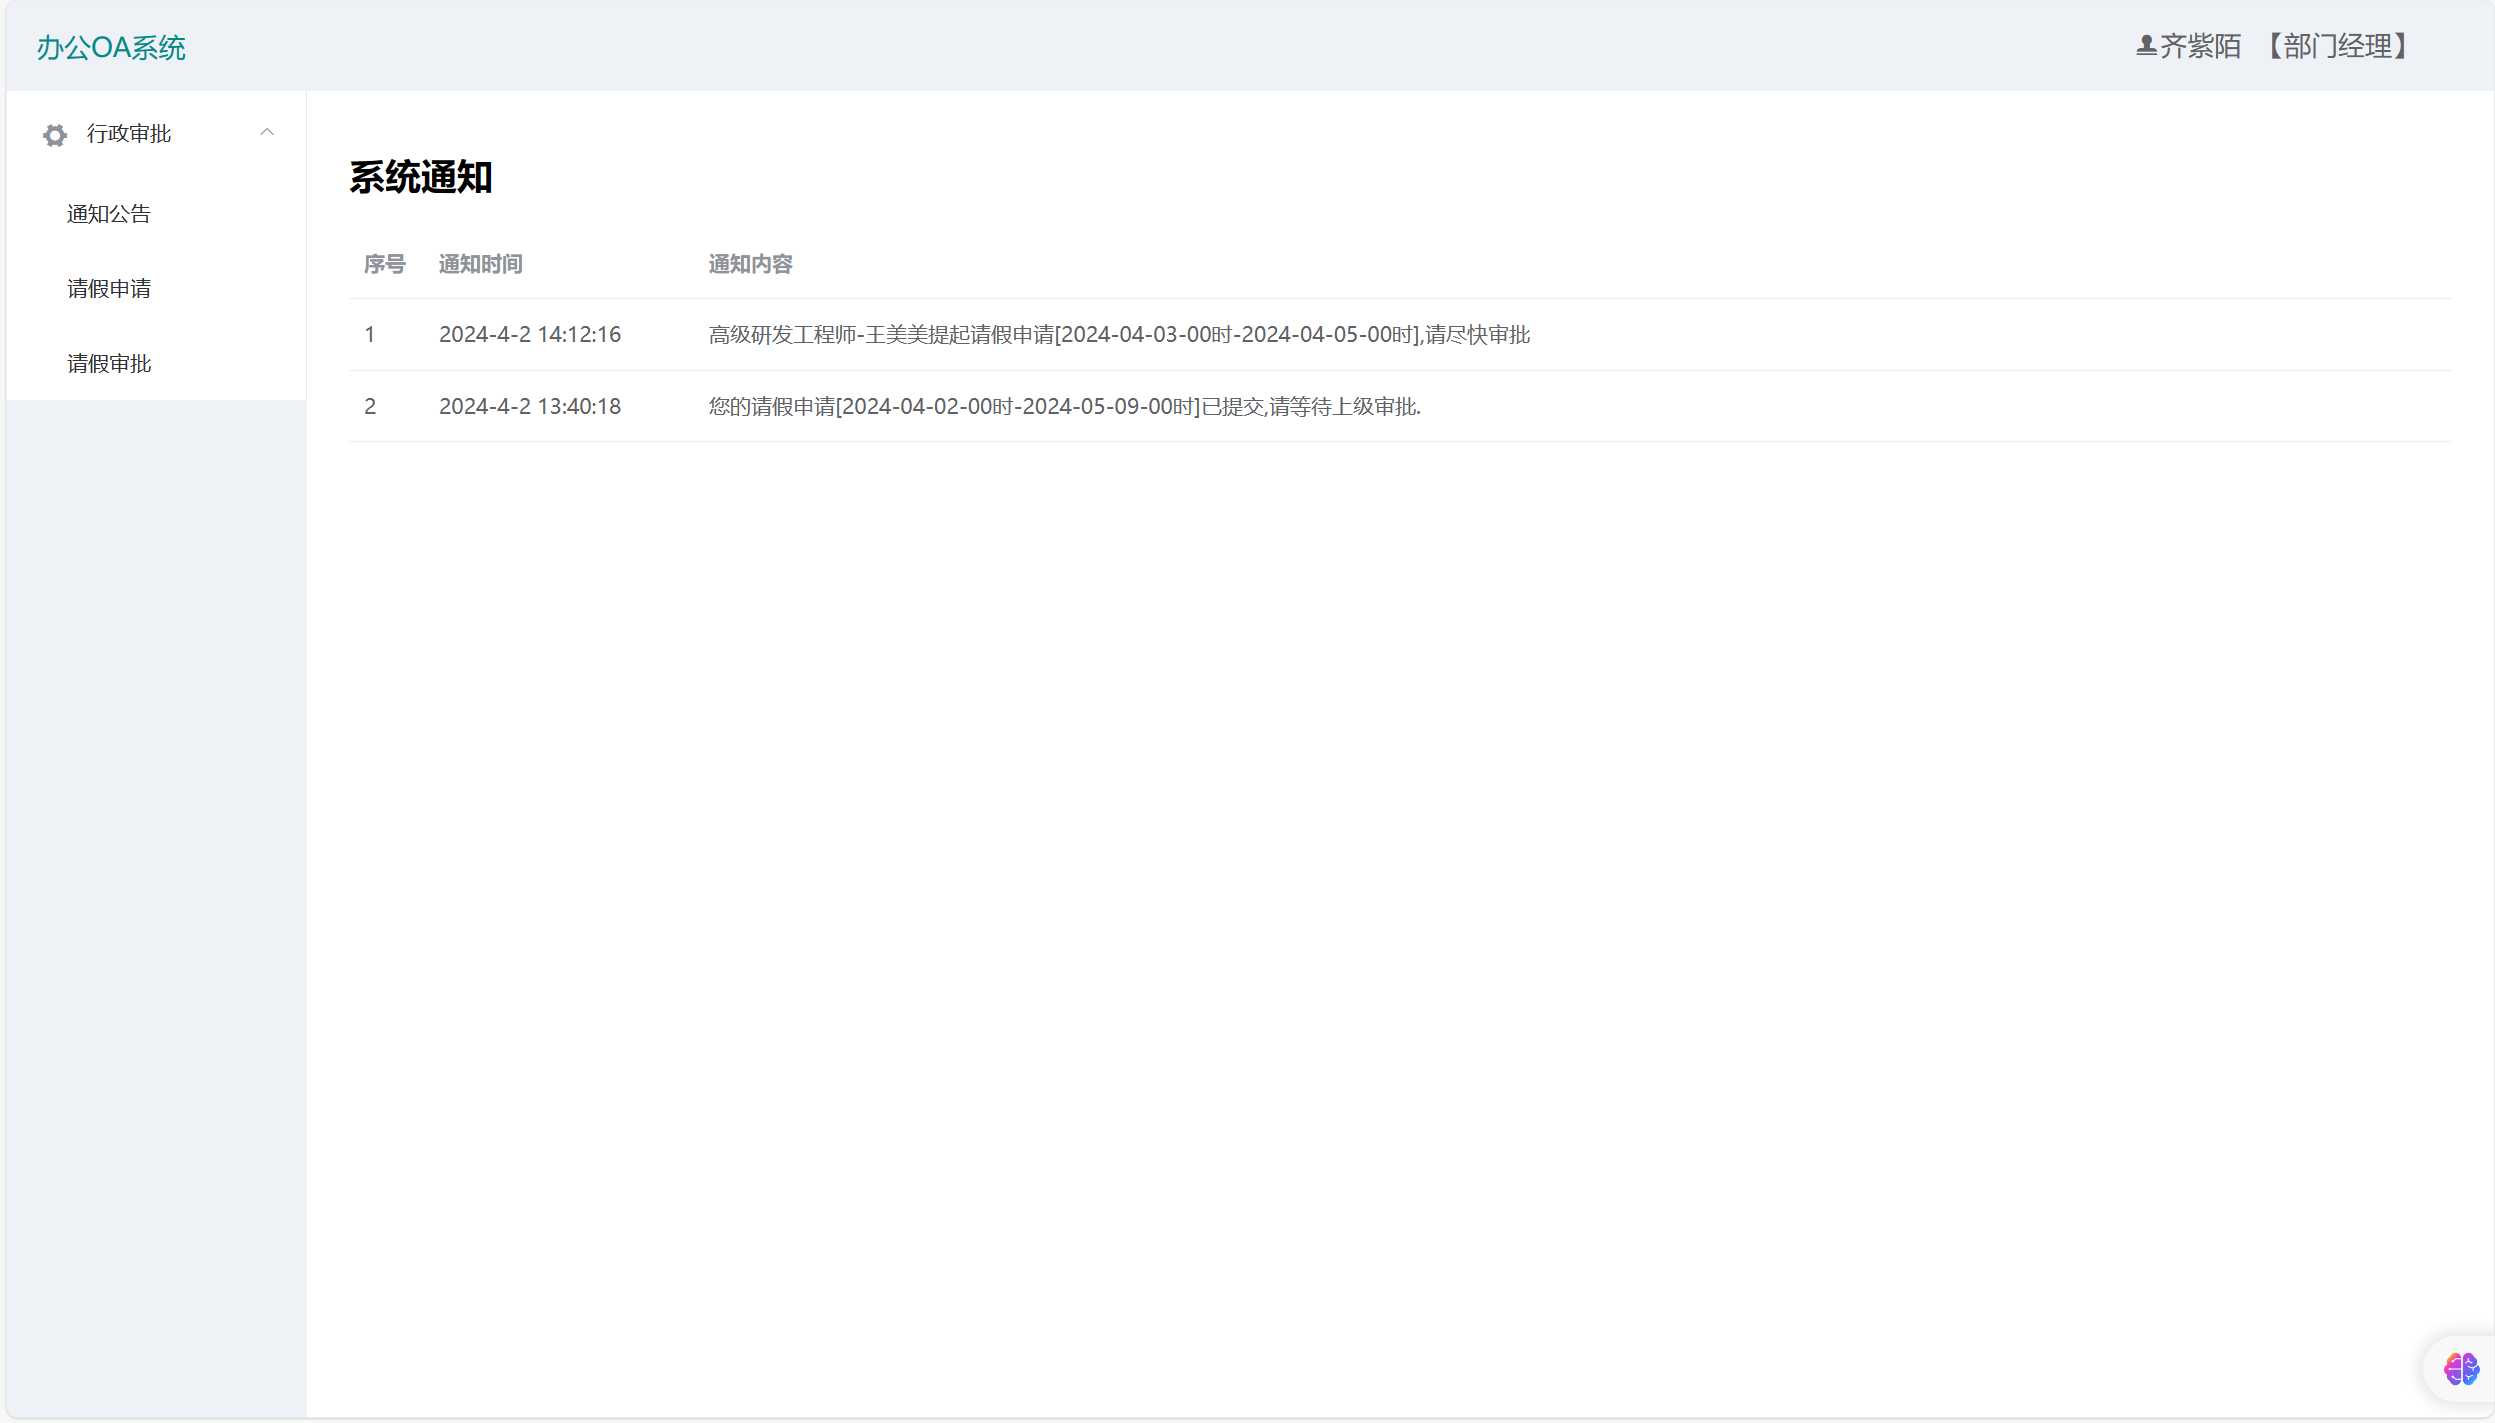 办公OA系统
齐紫陌 【部门经理】
行政审批
通知公告
请假申请
请假审批
系统通知
序号 通知时间 通知内容
1 2024-4-2 14:12:16 高级研发工程师-王美美提起请假申请[2024-04-03-00时-2024-04-05-00时],请尽快审批
2 2024-4-2 13:40:18 您的请假申请[2024-04-02-00时-2024-05-09-00时]已提交,请等待上级审批.